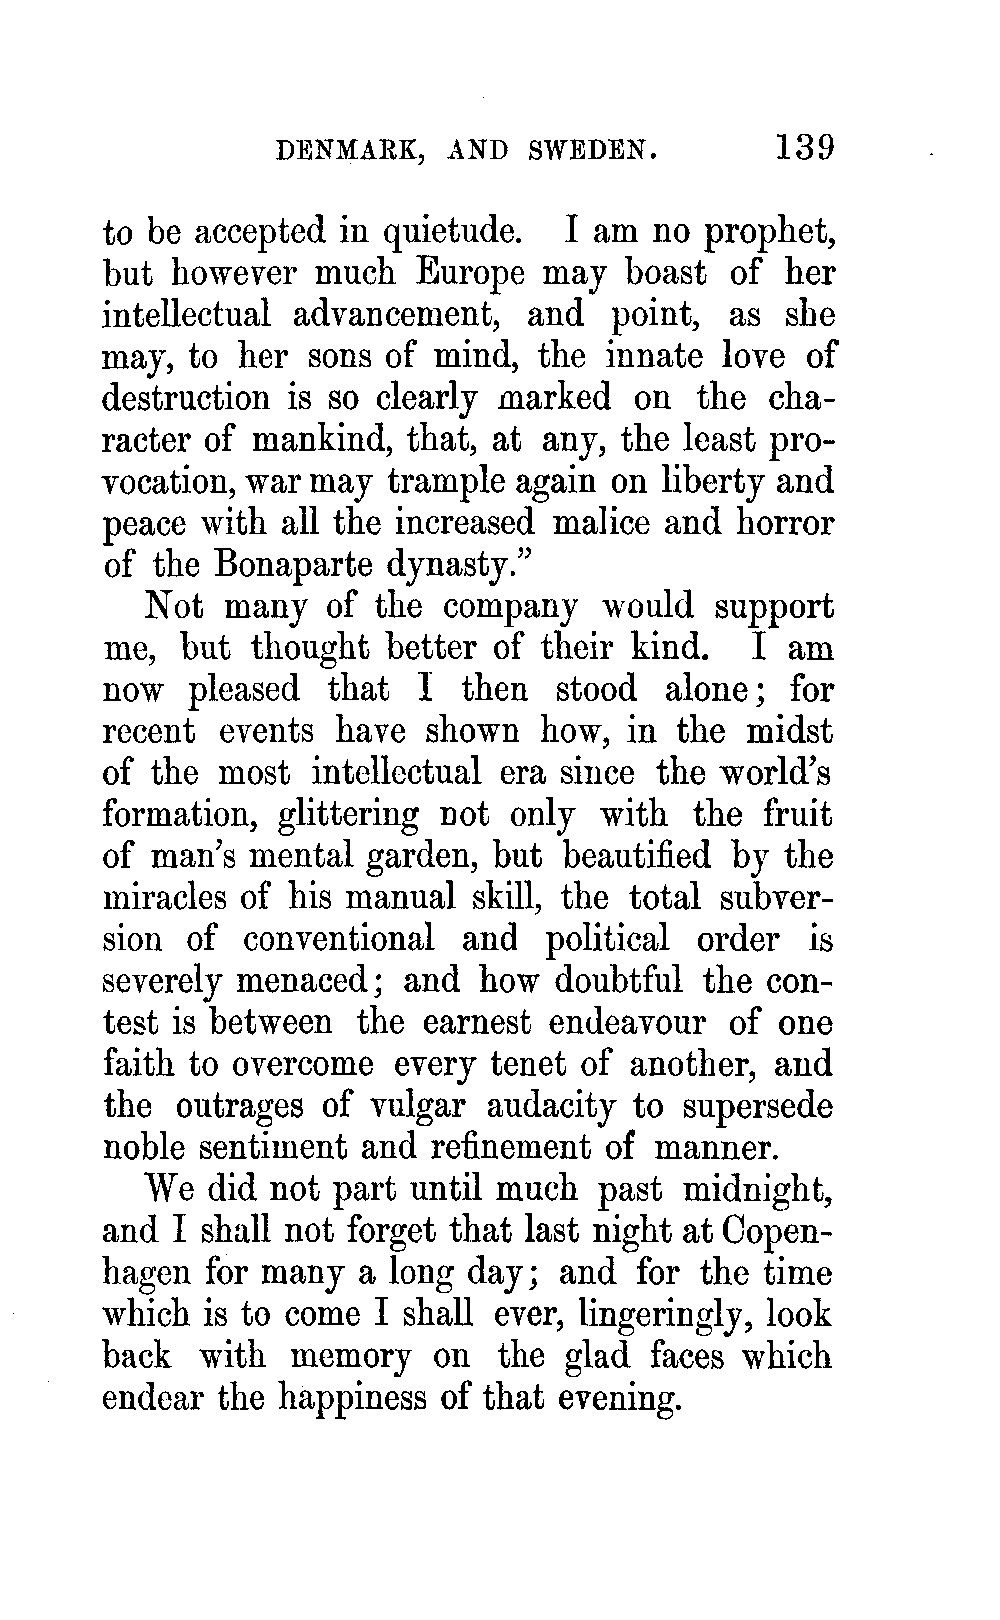 DENMARK, AND SWEDEN. 139
to be accepted in quietude. I am no prophet,
but however much Europe may boast of her
intellectual advancement, and point, as she
may, to her sons of mind, the innate love of
destruction is so clearly marked on the cha-
racter of mankind, that, at any, the least pro-
vocation, war may trample again on liberty and
peace with all the increased malice and horror
of the Bonaparte dynasty.”
Not many of the company would support
me, but thought better of their kind. I am
now pleased that I then stood alone; for
recent events have shown how, in the midst
of the most intellectual era since the world’s
formation, glittering not only with the fruit
of man’s mental garden, but beautified by the
miracles of his manual skill, the total subver-
sion of conventional and political order is
severely menaced; and how doubtful the con-
test is between the earnest endeavour of one
faith to overcome every tenet of another, and
the outrages of vulgar audacity to supersede
noble sentiment and refinement of manner.
We did not part until much past midnight,
and I shall not forget that last night at Copen-
hagen for many a long day; and for the time
which is to come I shall ever, lingeringly, look
back with memory on the glad faces which
endear the happiness of that evening.